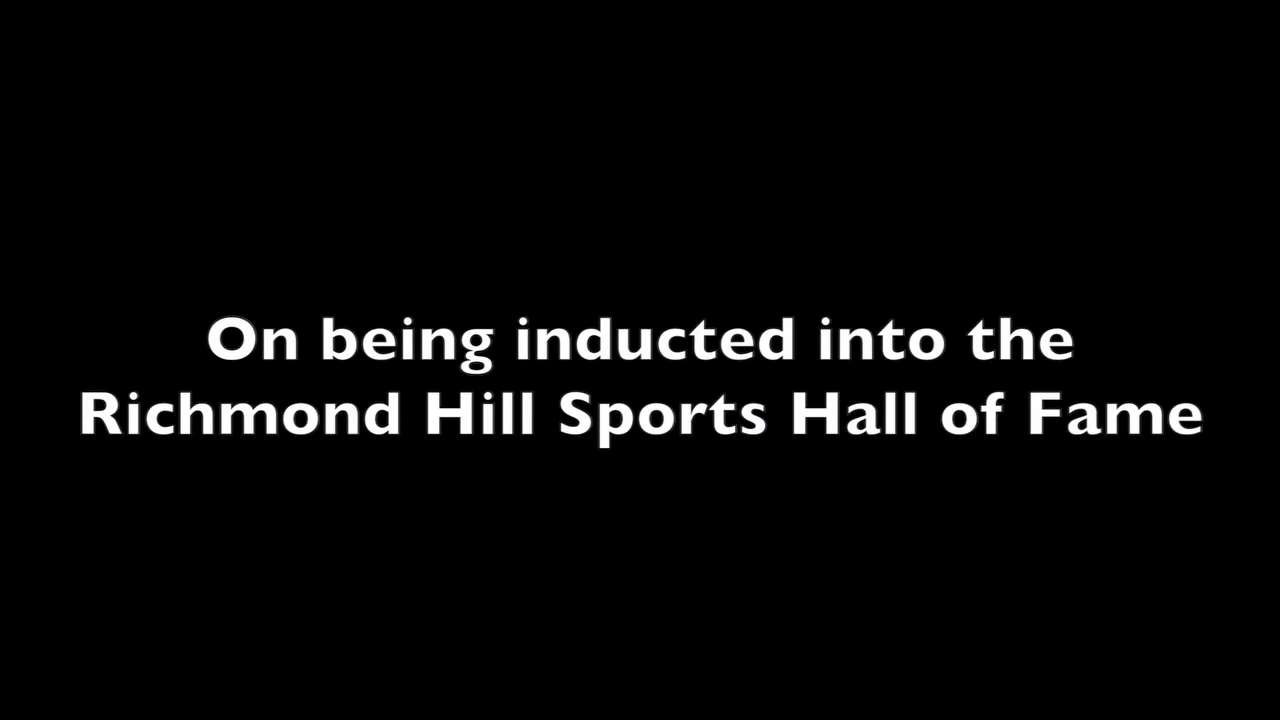 On being inducted into the
Richmond Hill Sports Hall of Fame